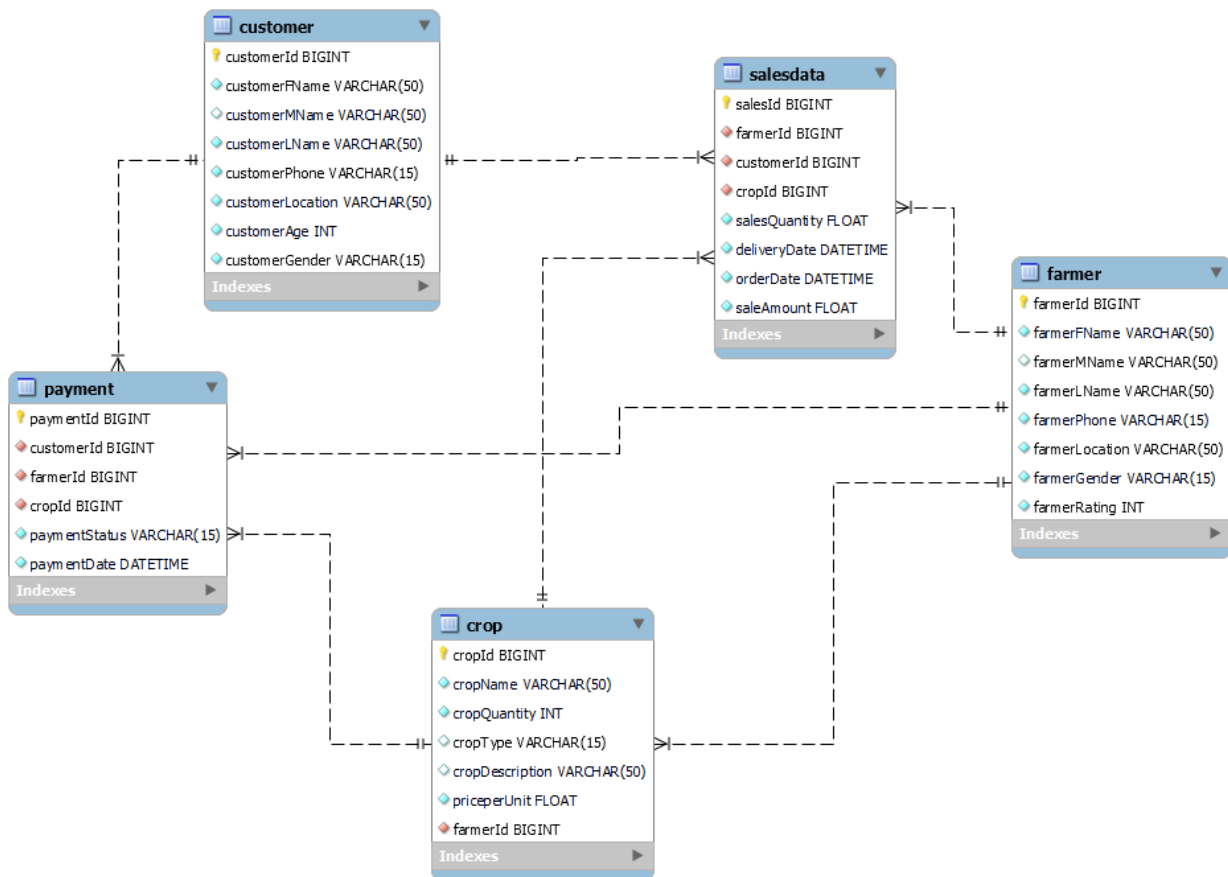 customer
customerId BIGINT
customerFName VARCHAR(50)
customerMName VARCHAR(50)
customerLName VARCHAR(50)
customerPhone VARCHAR(15)
customerLocation VARCHAR(50)
customerAge INT
customerGender VARCHAR(15)
Indexes
salesdata
salesId BIGINT
farmerId BIGINT
customerId BIGINT
cropId BIGINT
salesQuantity FLOAT
deliveryDate DATETIME
orderDate DATETIME
saleAmount FLOAT
Indexes
farmer
farmerId BIGINT
farmerFName VARCHAR(50)
farmerMName VARCHAR(50)
farmerLName VARCHAR(50)
farmerPhone VARCHAR(15)
farmerLocation VARCHAR(50)
farmerGender VARCHAR(15)
farmerRating INT
Indexes
payment
paymentId BIGINT
customerId BIGINT
farmerId BIGINT
cropId BIGINT
paymentStatus VARCHAR(15)
paymentDate DATETIME
Indexes
crop
cropId BIGINT
cropName VARCHAR(50)
cropQuantity INT
cropType VARCHAR(15)
cropDescription VARCHAR(50)
priceperUnit FLOAT
farmerId BIGINT
Indexes